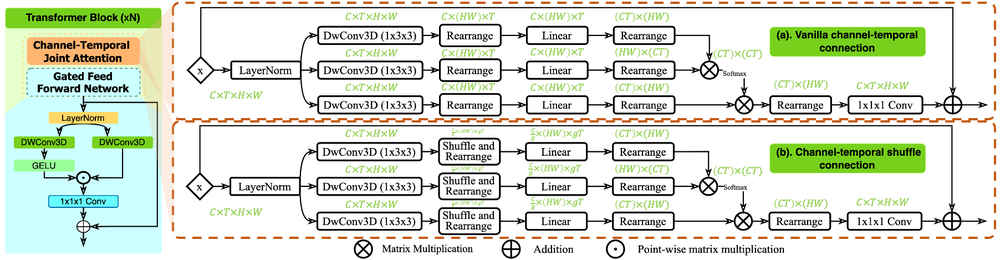 Transformer Block (xN)
Channel-Temporal
Joint Attention
Gated Feed
Forward Network
LayerNorm
DWConv3D
DWConv3D
GELU
1x1x1 Conv
x
C×T×H×W
LayerNorm
C×T×H×W
DwConv3D (1x3x3)
C×(HW)×T
Rearrange
C×(HW)×T
Linear
(CT)×(HW)
Rearrange
C×T×H×W
DwConv3D (1x3x3)
C×(HW)×T
Rearrange
C×(HW)×T
Linear
(HW)×(CT)
Rearrange
C×T×H×W
DwConv3D (1x3x3)
C×(HW)×T
Rearrange
C×(HW)×T
Linear
(CT)×(HW)
Rearrange
(CT)×(CT)
Softmax
(CT)×(HW)
Rearrange
C×T×H×W
1x1x1 Conv
(a). Vanilla channel-temporal
connection
x
C×T×H×W
LayerNorm
C×T×H×W
DwConv3D (1x3x3)
Shuffle and
Rearrange
Linear
(CT)×(HW)
Rearrange
C×T×H×W
DwConv3D (1x3x3)
Shuffle and
Rearrange
Linear
(HW)×(CT)
Rearrange
C×T×H×W
DwConv3D (1x3x3)
Shuffle and
Rearrange
Linear
(CT)×(HW)
Rearrange
(CT)×(CT)
Softmax
(CT)×(HW)
Rearrange
C×T×H×W
1x1x1 Conv
(b). Channel-temporal shuffle
connection
Matrix Multiplication
Addition
Point-wise matrix multiplication